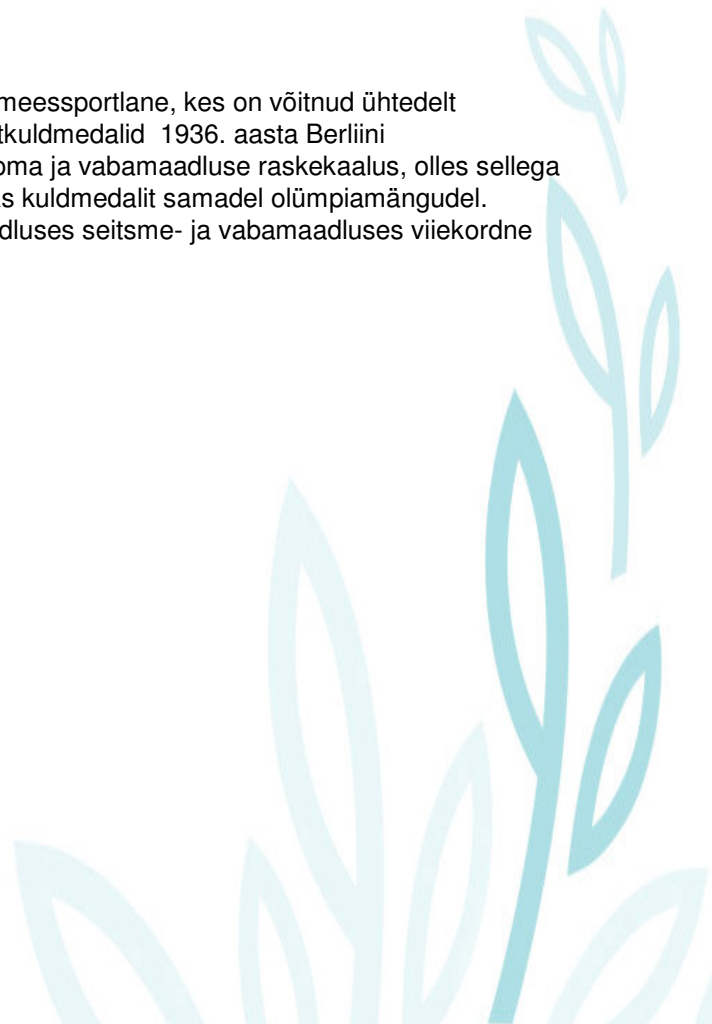 meessportlane, kes on võitnud ühtedelt
tkuldmedalid  1936. aasta Berliini
oma ja vabamaadluse raskekaalus, olles sellega
s kuldmedalit samadel olümpiamängudel.
dluses seitsme- ja vabamaadluses viiekordne